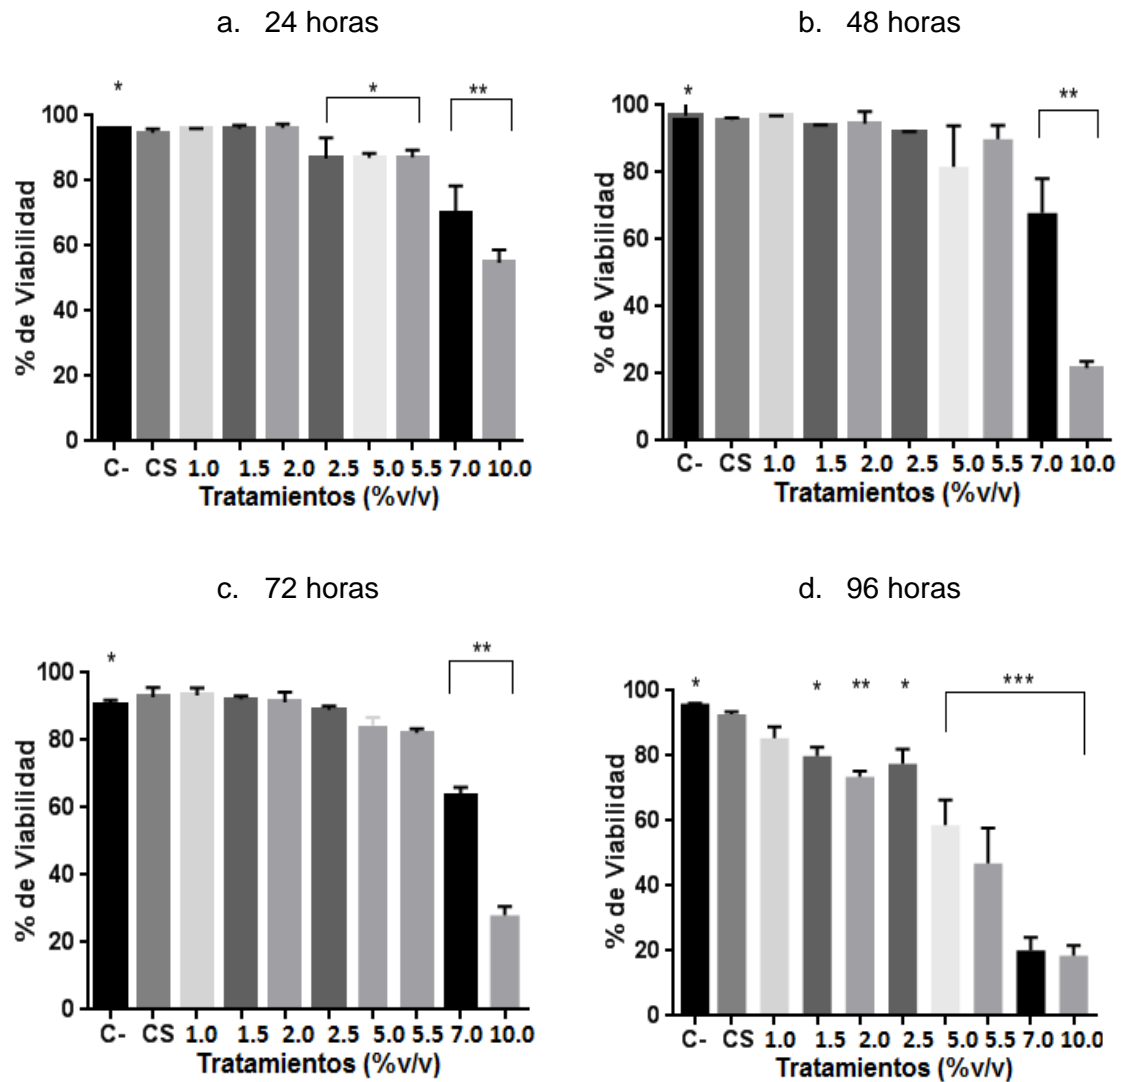 a. 24 horas
*
*
**
100
80
60
40
20
0
% de Viabilidad
C- CS 1.0 1.5 2.0 2.5 5.0 5.5 7.0 10.0
Tratamientos (%v/v)
b. 48 horas
*
**
100
80
60
40
20
0
% de Viabilidad
C- CS 1.0 1.5 2.0 2.5 5.0 5.5 7.0 10.0
Tratamientos (%v/v)
c. 72 horas
*
**
100
80
60
40
20
0
% de Viabilidad
C- CS 1.0 1.5 2.0 2.5 5.0 5.5 7.0 10.0
Tratamientos (%v/v)
d. 96 horas
* * ** * ***
100
80
60
40
20
0
% de Viabilidad
C- CS 1.0 1.5 2.0 2.5 5.0 5.5 7.0 10.0
Tratamientos (%v/v)